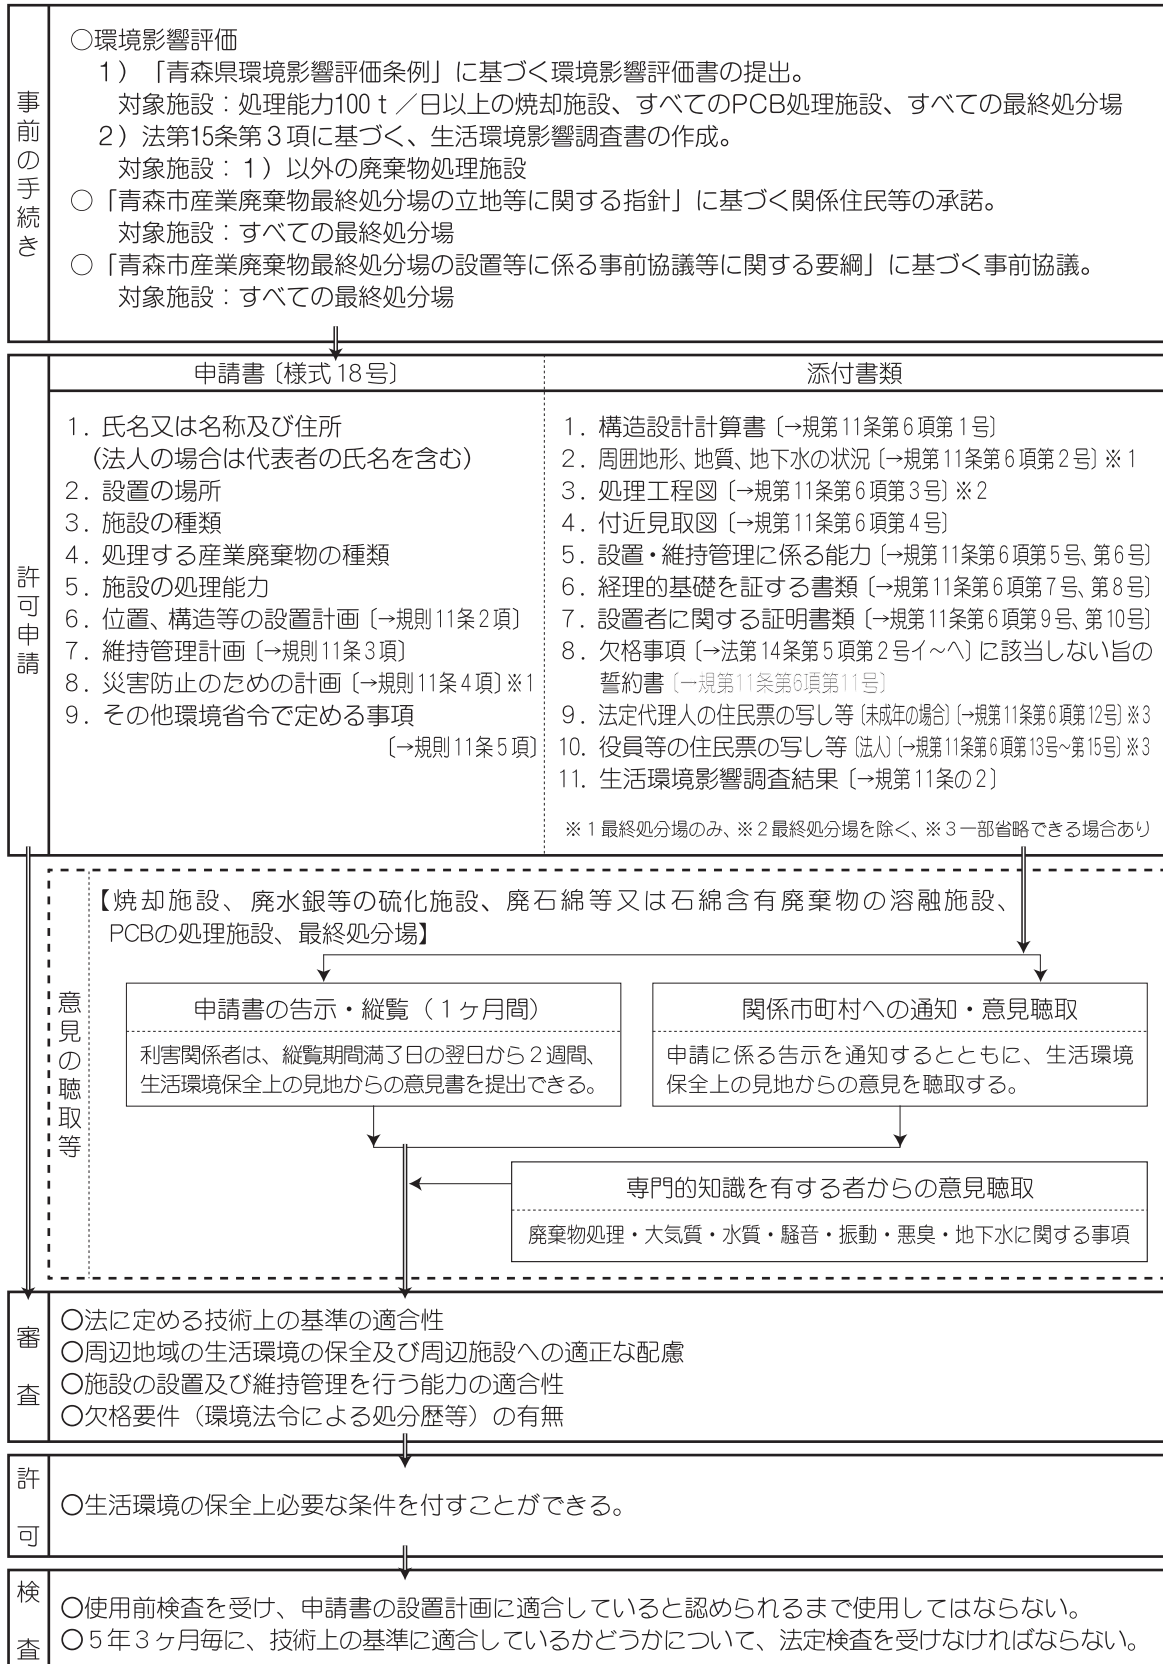 事前の手続き
○環境影響評価
1）「青森県環境影響評価条例」に基づく環境影響評価書の提出。
対象施設：処理能力100ｔ／日以上の焼却施設、すべてのPCB処理施設、すべての最終処分場
2）法第15条第３項に基づく、生活環境影響調査書の作成。
対象施設：１）以外の廃棄物処理施設
○「青森市産業廃棄物最終処分場の立地等に関する指針」に基づく関係住民等の承諾。
対象施設：すべての最終処分場
○「青森市産業廃棄物最終処分場の設置等に係る事前協議等に関する要綱」に基づく事前協議。
対象施設：すべての最終処分場
許可申請
申請書〔様式18号〕
1．氏名又は名称及び住所
（法人の場合は代表者の氏名を含む）
2．設置の場所
3．施設の種類
4．処理する産業廃棄物の種類
5．施設の処理能力
6．位置、構造等の設置計画〔→規則11条２項〕
7．維持管理計画〔→規則11条３項〕
8．災害防止のための計画〔→規則11条４項〕※1
9．その他環境省令で定める事項
〔→規則11条５項〕
添付書類
1．構造設計計算書〔→規第11条第６項第１号〕
2．周囲地形、地質、地下水の状況〔→規第11条第６項第２号〕※１
3．処理工程図〔→規第11条第６項第３号〕※２
4．付近見取図〔→規第11条第６項第４号〕
5．設置・維持管理に係る能力〔→規第11条第６項第５号、第６号〕
6．経理的基礎を証する書類〔→規第11条第６項第７号、第８号〕
7．設置者に関する証明書類〔→規第11条第６項第９号、第10号〕
8．欠格事項〔→法第14条第５項第２号イ～ヘ〕に該当しない旨の
誓約書〔→規第11条第６項第11号〕
9．法定代理人の住民票の写し等〔未成年の場合〕〔→規第11条第６項第12号〕※３
10．役員等の住民票の写し等〔法人〕〔→規第11条第６項第13号～第15号〕※３
11．生活環境影響調査結果〔→規第11条の２〕
※１最終処分場のみ、※２最終処分場を除く、※３一部省略できる場合あり
意見の聴取等
【焼却施設、廃水銀等の硫化施設、廃石綿等又は石綿含有廃棄物の溶融施設、
PCBの処理施設、最終処分場】
申請書の告示・縦覧（１ヶ月間）
利害関係者は、縦覧期間満了日の翌日から２週間、
生活環境保全上の見地からの意見書を提出できる。
関係市町村への通知・意見聴取
申請に係る告示を通知するとともに、生活環境
保全上の見地からの意見を聴取する。
専門的知識を有する者からの意見聴取
廃棄物処理・大気質・水質・騒音・振動・悪臭・地下水に関する事項
審査
○法に定める技術上の基準の適合性
○周辺地域の生活環境の保全及び周辺施設への適正な配慮
○施設の設置及び維持管理を行う能力の適合性
○欠格要件（環境法令による処分歴等）の有無
許可
○生活環境の保全上必要な条件を付すことができる。
検査
○使用前検査を受け、申請書の設置計画に適合していると認められるまで使用してはならない。
○５年３ヶ月毎に、技術上の基準に適合しているかどうかについて、法定検査を受けなければならない。